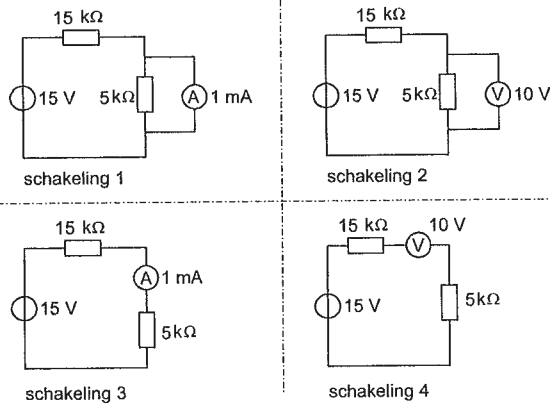 15 kΩ
15 V
5kΩ
A
1 mA
schakeling 1
15 kΩ
15 V
5kΩ
V
10 V
schakeling 2
15 kΩ
A
1 mA
15 V
5kΩ
schakeling 3
15 kΩ
10 V
V
15 V
5kΩ
schakeling 4